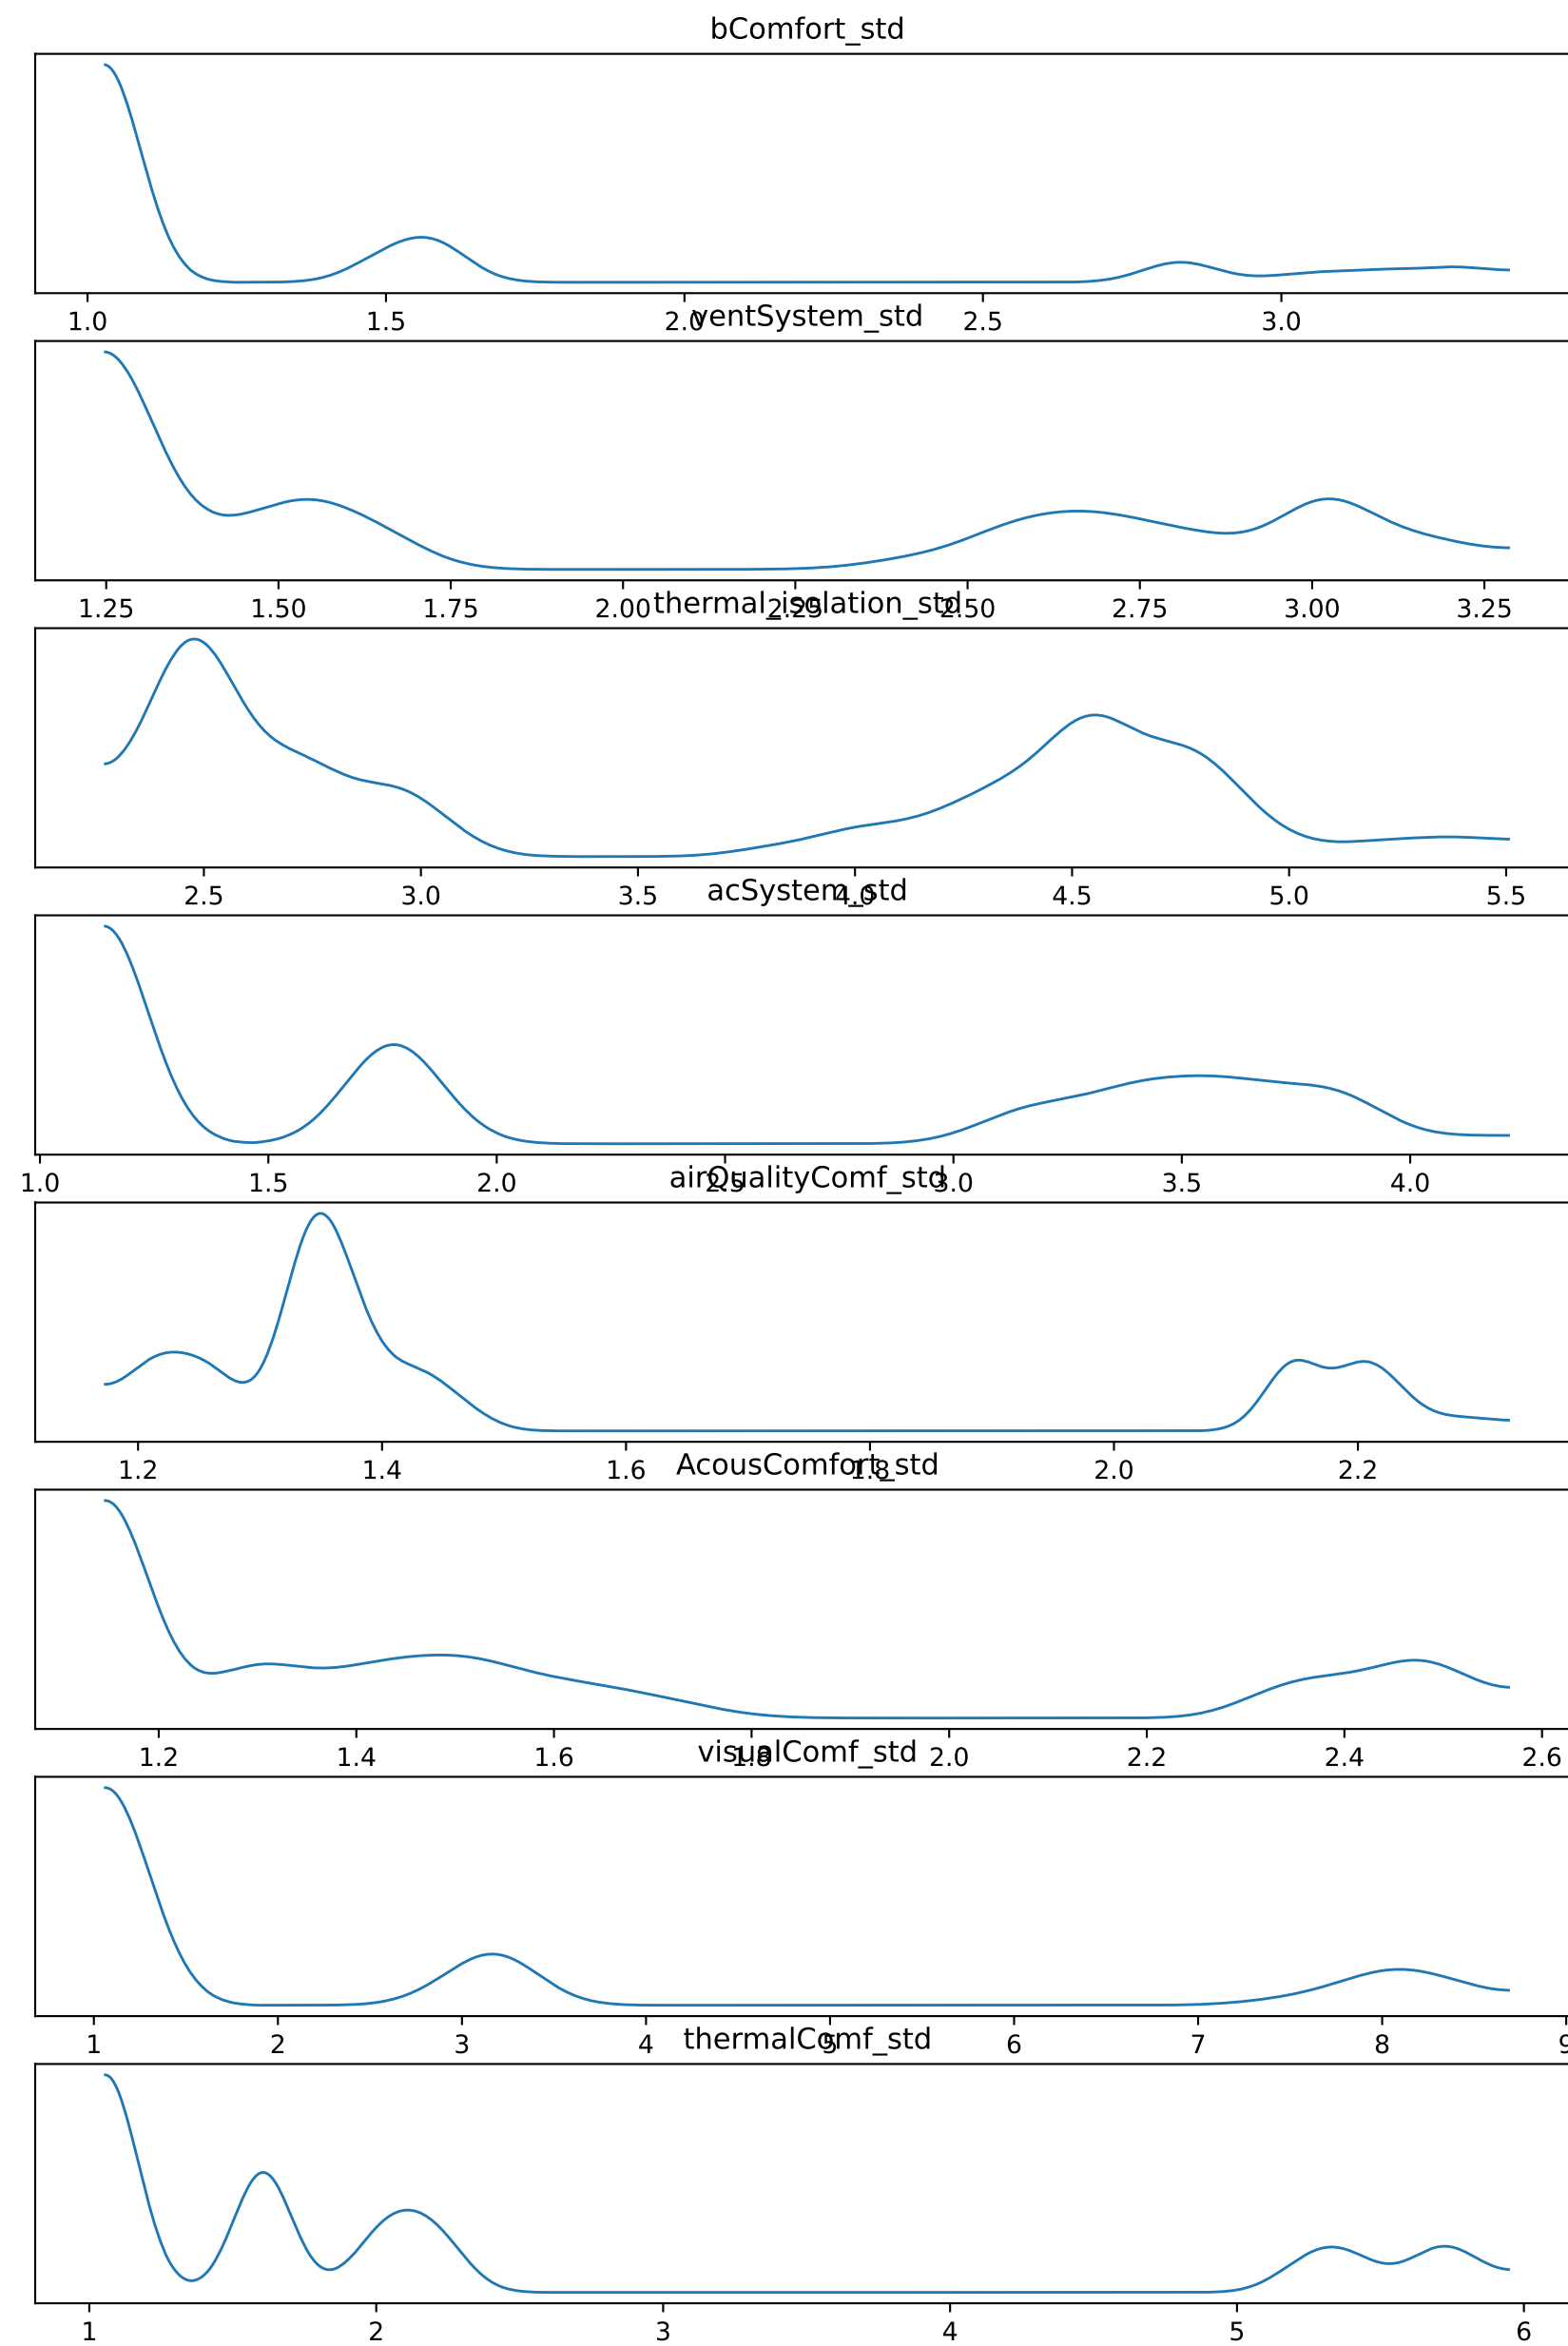 bComfort_std
1.0 1.5 2.0 2.5 3.0
ventSystem_std
1.25 1.50 1.75 2.00 2.25 2.50 2.75 3.00 3.25
thermal_isolation_std
2.5 3.0 3.5 4.0 4.5 5.0 5.5
acSystem_std
1.0 1.5 2.0 2.5 3.0 3.5 4.0
airQualityComf_std
1.2 1.4 1.6 1.8 2.0 2.2
AcousComfort_std
1.2 1.4 1.6 1.8 2.0 2.2 2.4 2.6
visualComf_std
1 2 3 4 5 6 7 8 9
thermalComf_std
1 2 3 4 5 6